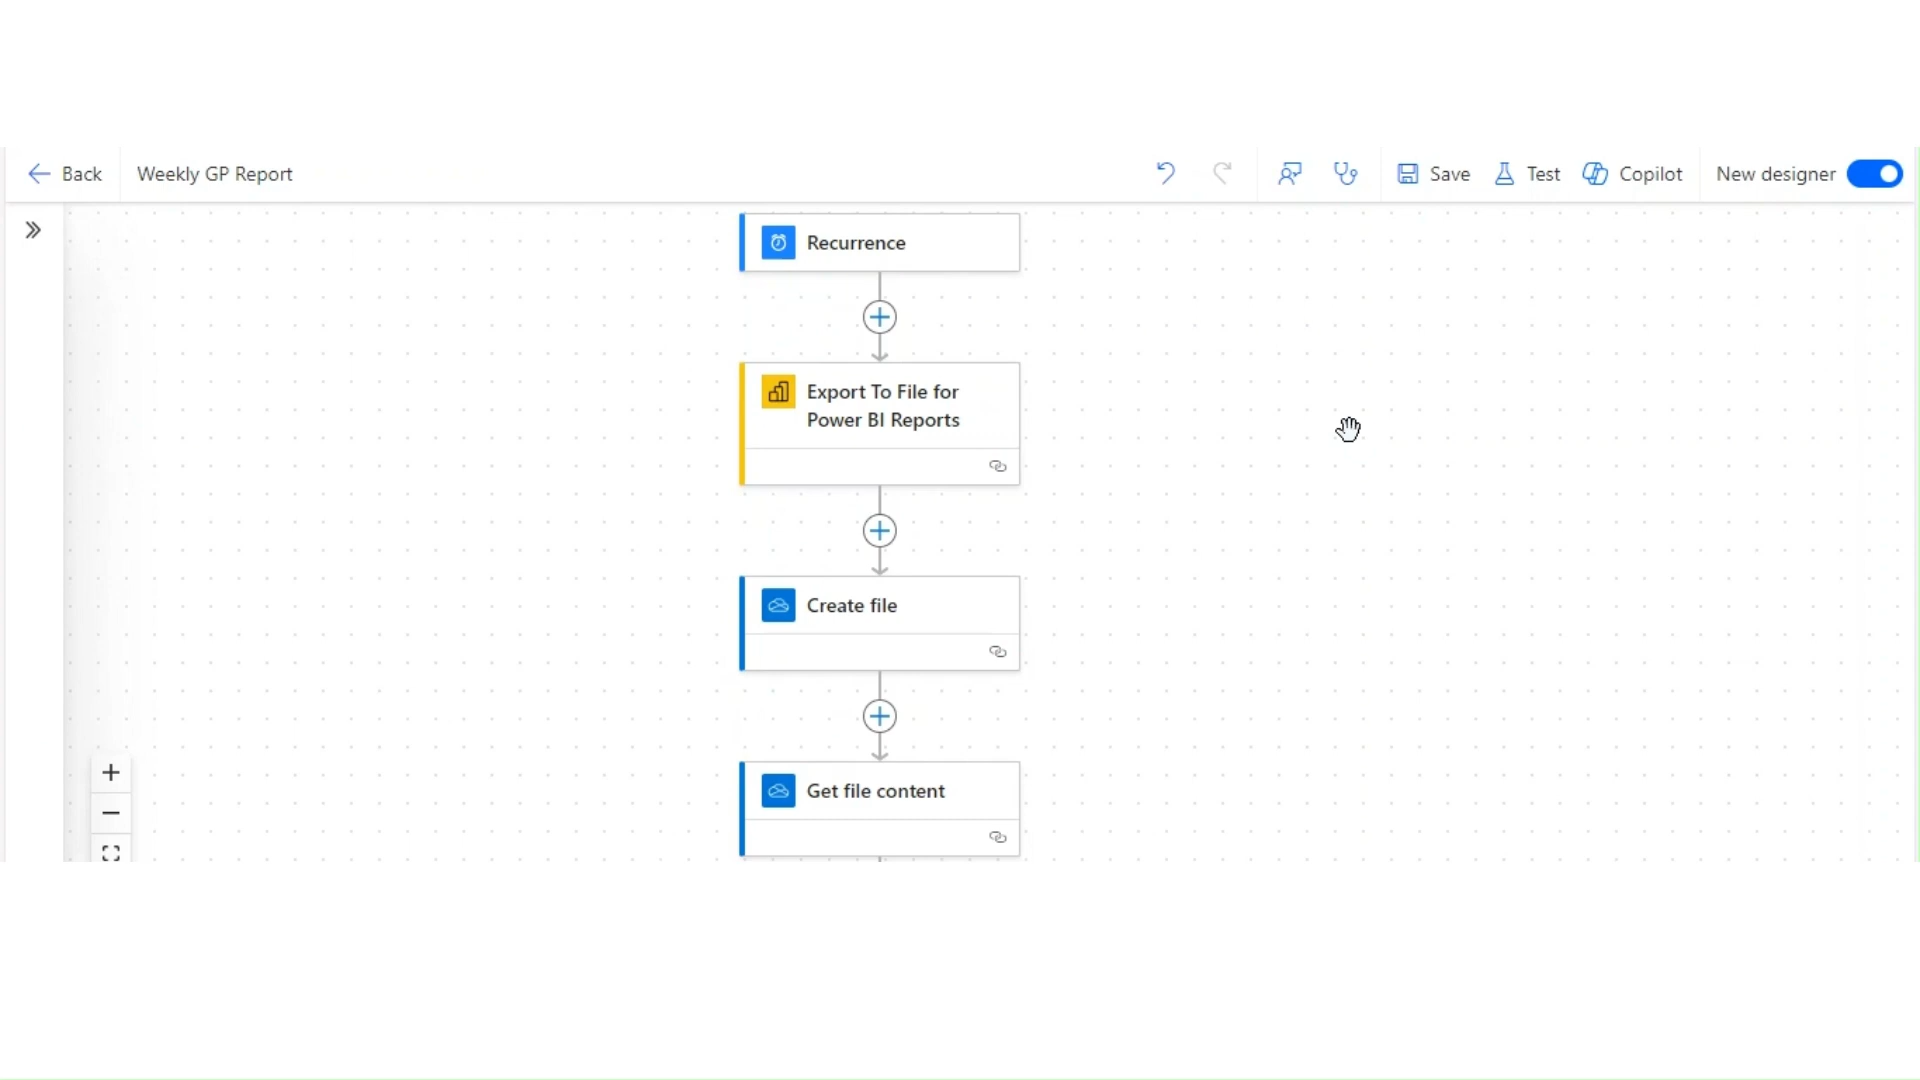 Back
Weekly GP Report
Save
Test
Copilot
New designer
Recurrence
Export To File for
Power BI Reports
Create file
Get file content